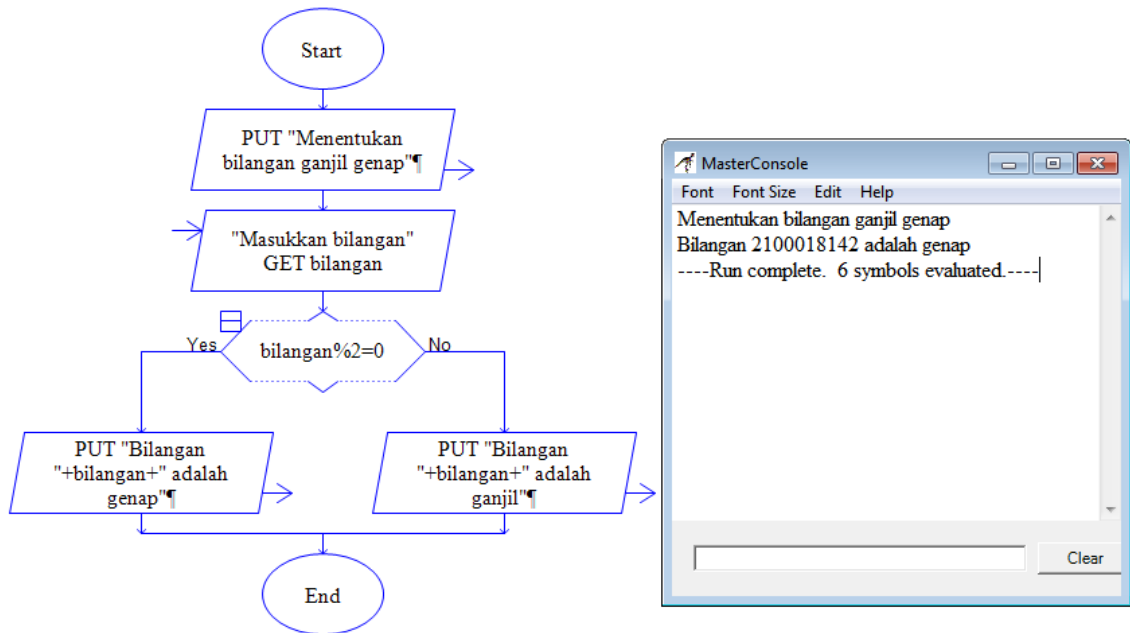 Start
PUT "Menentukan
bilangan ganjil genap"¶
"Masukkan bilangan"
GET bilangan
Yes
bilangan%2=0
No
PUT "Bilangan
"+bilangan+" adalah
genap"¶
PUT "Bilangan
"+bilangan+" adalah
ganjil"¶
End
MasterConsole
Font Font Size Edit Help
Menentukan bilangan ganjil genap
Bilangan 2100018142 adalah genap
----Run complete. 6 symbols evaluated.----
Clear